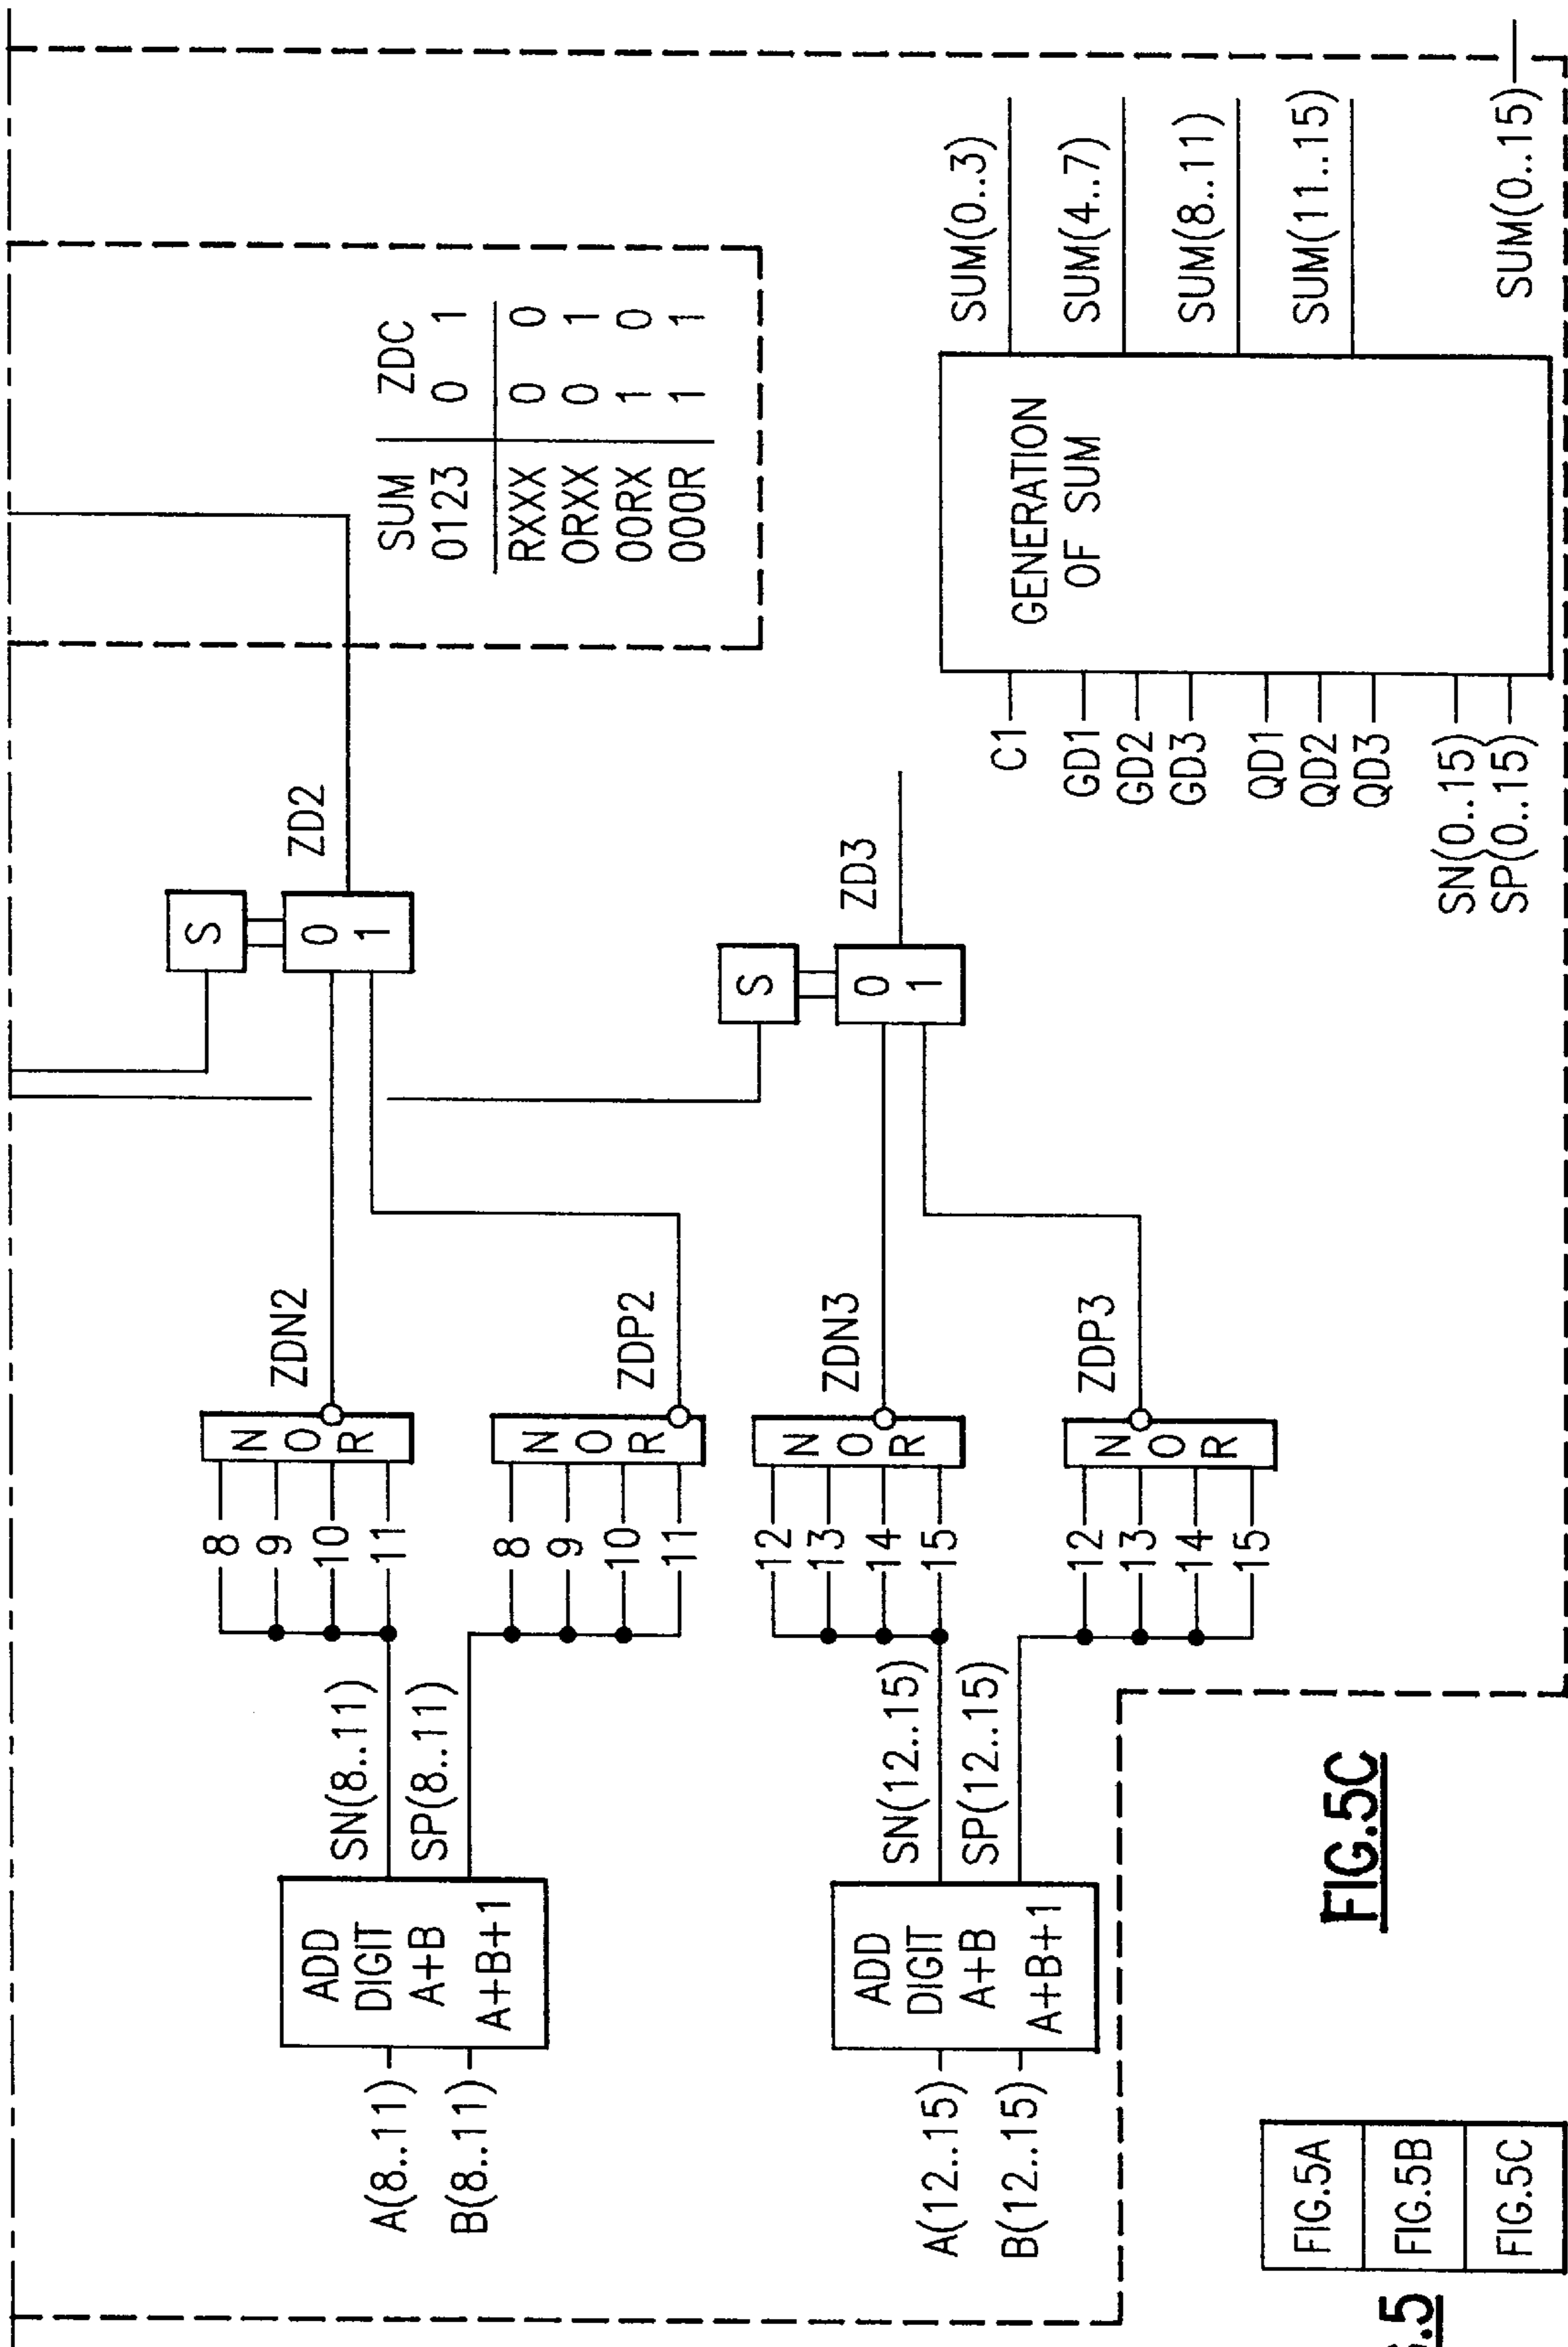 A(8..11)
B(8..11)
ADD
DIGIT
A+B
A+B+1
SN(8..11)
SP(8..11)
8
9
10
11
NOR
ZDN2
8
9
10
11
NOR
ZDP2
S
0
1
ZD2
SUM ZDC
0123 0 1
RXXX 0 0
0RXX 0 1
00RX 1 0
000R 1 1
A(12..15)
B(12..15)
ADD
DIGIT
A+B
A+B+1
SN(12..15)
SP(12..15)
12
13
14
15
NOR
ZDN3
12
13
14
15
NOR
ZDP3
S
0
1
ZD3
C1
GD1
GD2
GD3
QD1
QD2
QD3
SN(0..15)
SP(0..15)
GENERATION
OF SUM
SUM(0..3)
SUM(4..7)
SUM(8..11)
SUM(11..15)
SUM(0..15)
FIG.5A
FIG.5B
FIG.5C
FIG.5C